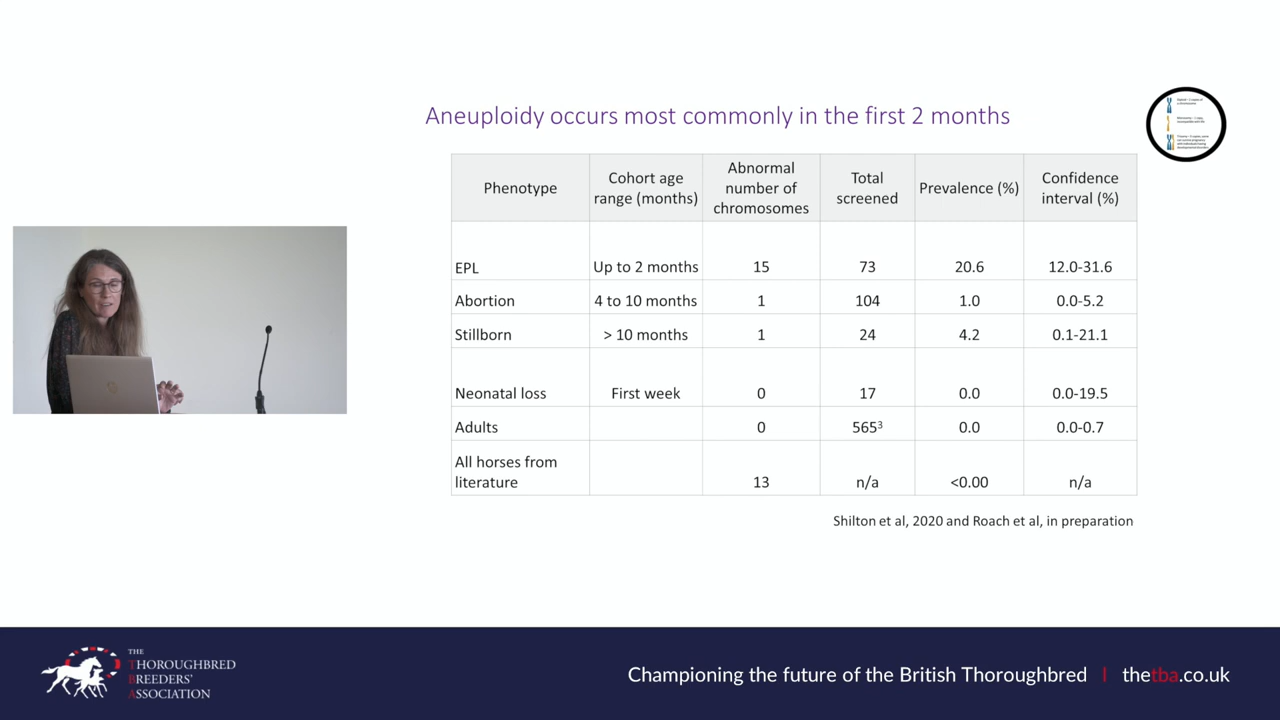 Aneuploidy occurs most commonly in the first 2 months
Phenotype
Cohort age
range (months)
Abnormal
number of
chromosomes
Total
screened
Prevalence (%)
Confidence
interval (%)
EPL
Up to 2 months
15
73
20.6
12.0-31.6
Abortion
4 to 10 months
1
104
1.0
0.0-5.2
Stillborn
> 10 months
1
24
4.2
0.1-21.1
Neonatal loss
First week
0
17
0.0
0.0-19.5
Adults
0
565³
0.0
0.0-0.7
All horses from
literature
13
n/a
<0.00
n/a
Shilton et al, 2020 and Roach et al, in preparation
THE
THOROUGHBRED
BREEDERS'
ASSOCIATION
Championing the future of the British Thoroughbred | thetba.co.uk